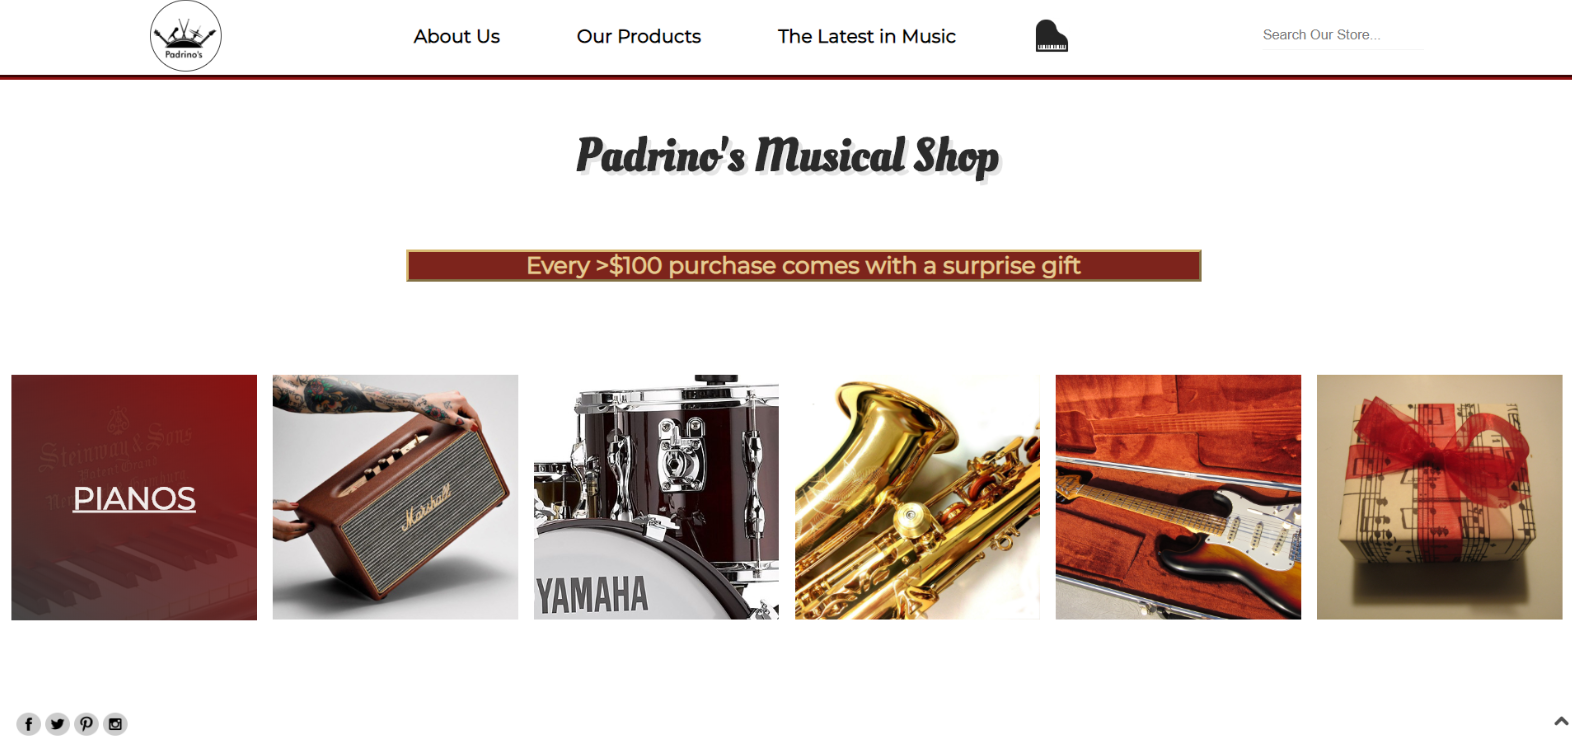 Padrino's
About Us
Our Products
The Latest in Music
Search Our Store...
Padrino's Musical Shop
Every >$100 purchase comes with a surprise gift
Steinway & Sons
PIANOS
Marshall
YAMAHA